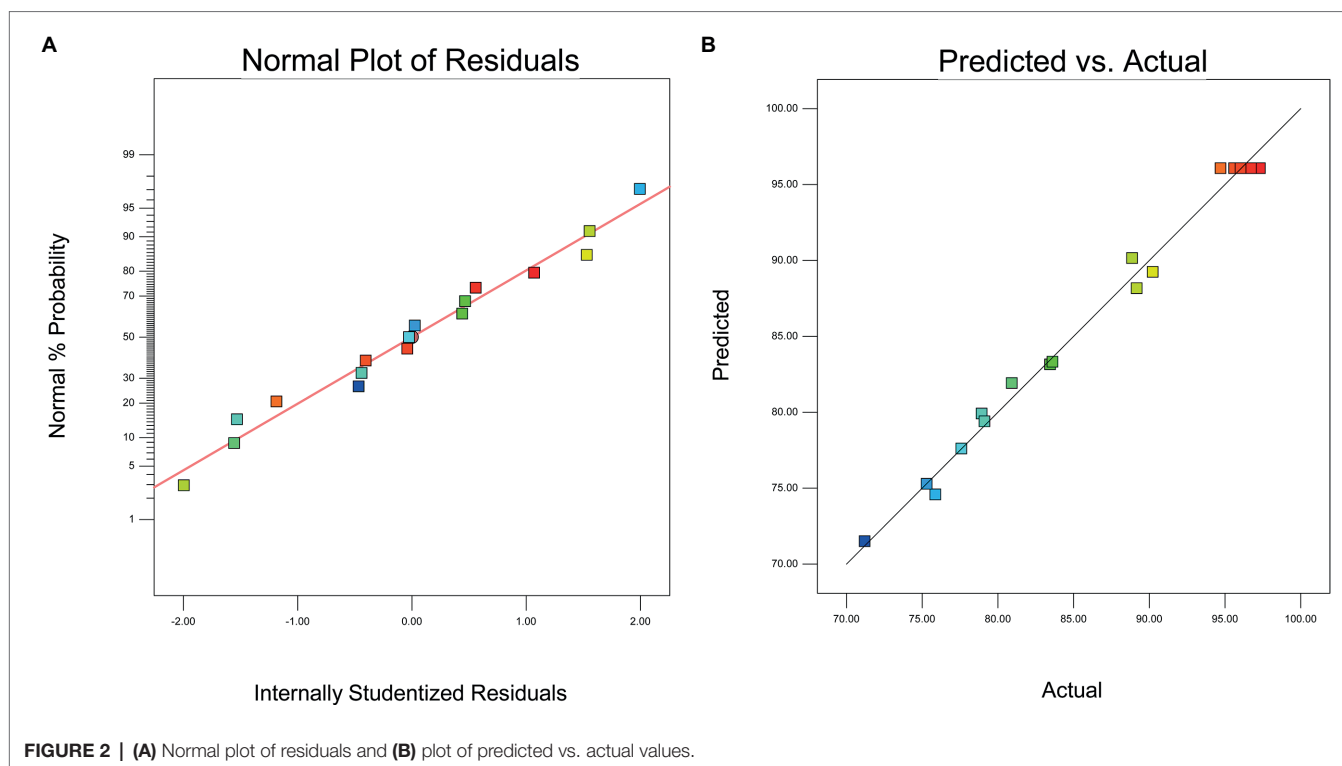 A
Normal Plot of Residuals
Normal % Probability
99
95
90
80
70
50
30
20
10
5
1
-2.00 -1.00 0.00 1.00 2.00
Internally Studentized Residuals
B
Predicted vs. Actual
Predicted
100.00
95.00
90.00
85.00
80.00
75.00
70.00
70.00 75.00 80.00 85.00 90.00 95.00 100.00
Actual
FIGURE 2 | (A) Normal plot of residuals and (B) plot of predicted vs. actual values.